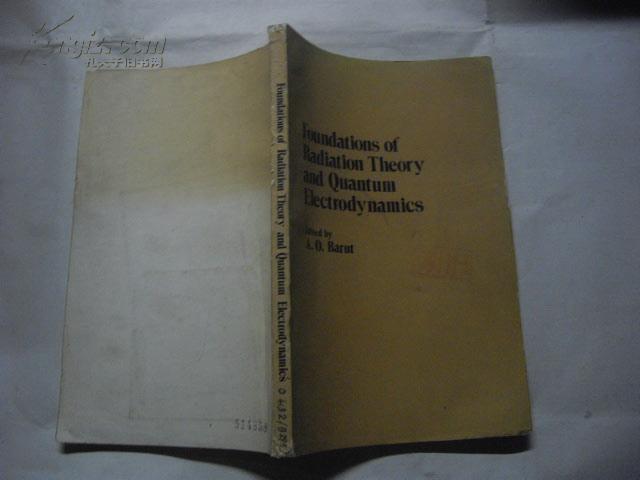 孔夫子旧书网
Foundations of
Radiation Theory
and Quantum
Electrodynamics
Edited by
A. O. Barut
Foundations of Radiation Theory and Quantum Electrodynamics